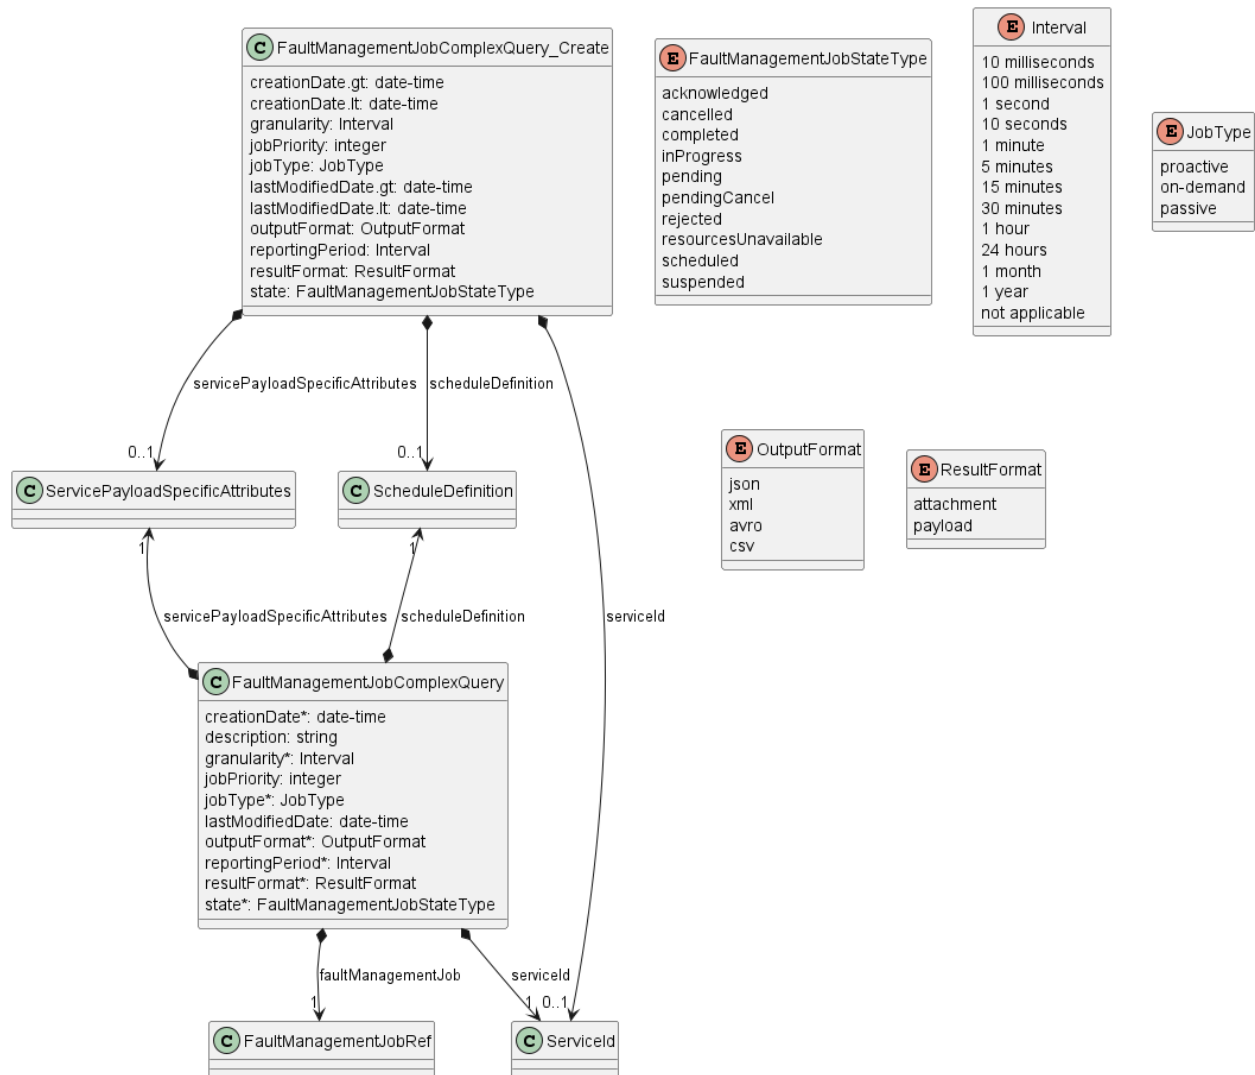 C FaultManagementJobComplexQuery_Create
creationDate.gt: date-time
creationDate.lt: date-time
granularity: Interval
jobPriority: integer
jobType: JobType
lastModifiedDate.gt: date-time
lastModifiedDate.lt: date-time
outputFormat: OutputFormat
reportingPeriod: Interval
resultFormat: ResultFormat
state: FaultManagementJobStateType
E FaultManagementJobStateType
acknowledged
cancelled
completed
inProgress
pending
pendingCancel
rejected
resourcesUnavailable
scheduled
suspended
E Interval
10 milliseconds
100 milliseconds
1 second
10 seconds
1 minute
5 minutes
15 minutes
30 minutes
1 hour
24 hours
1 month
1 year
not applicable
E JobType
proactive
on-demand
passive
servicePayloadSpecificAttributes
scheduleDefinition
0..1
0..1
C ServicePayloadSpecificAttributes
C ScheduleDefinition
E OutputFormat
json
xml
avro
csv
E ResultFormat
attachment
payload
1
1
servicePayloadSpecificAttributes
scheduleDefinition
serviceId
C FaultManagementJobComplexQuery
creationDate*: date-time
description: string
granularity*: Interval
jobPriority: integer
jobType*: JobType
lastModifiedDate: date-time
outputFormat*: OutputFormat
reportingPeriod*: Interval
resultFormat*: ResultFormat
state*: FaultManagementJobStateType
faultManagementJob
serviceId
1
1
0..1
C FaultManagementJobRef
C ServiceId